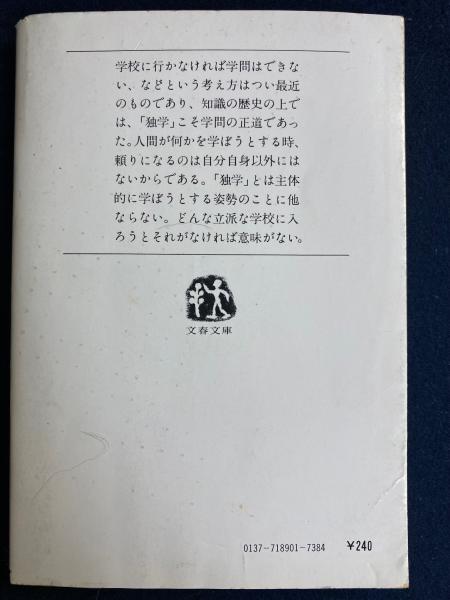 学校に行かなければ学問はできな
い、などという考え方はつい最近
のものであり、知識の歴史の上で
は、「独学」こそ学問の正道であっ
た。人間が何かを学ぼうとする時、
頼りになるのは自分自身以外には
ないからである。「独学」とは主体
的に学ぼうとする姿勢のことに他
ならない。どんな立派な学校に入
ろうとそれがなければ意味がない。
文春文庫
0137-718901-7384 ¥240